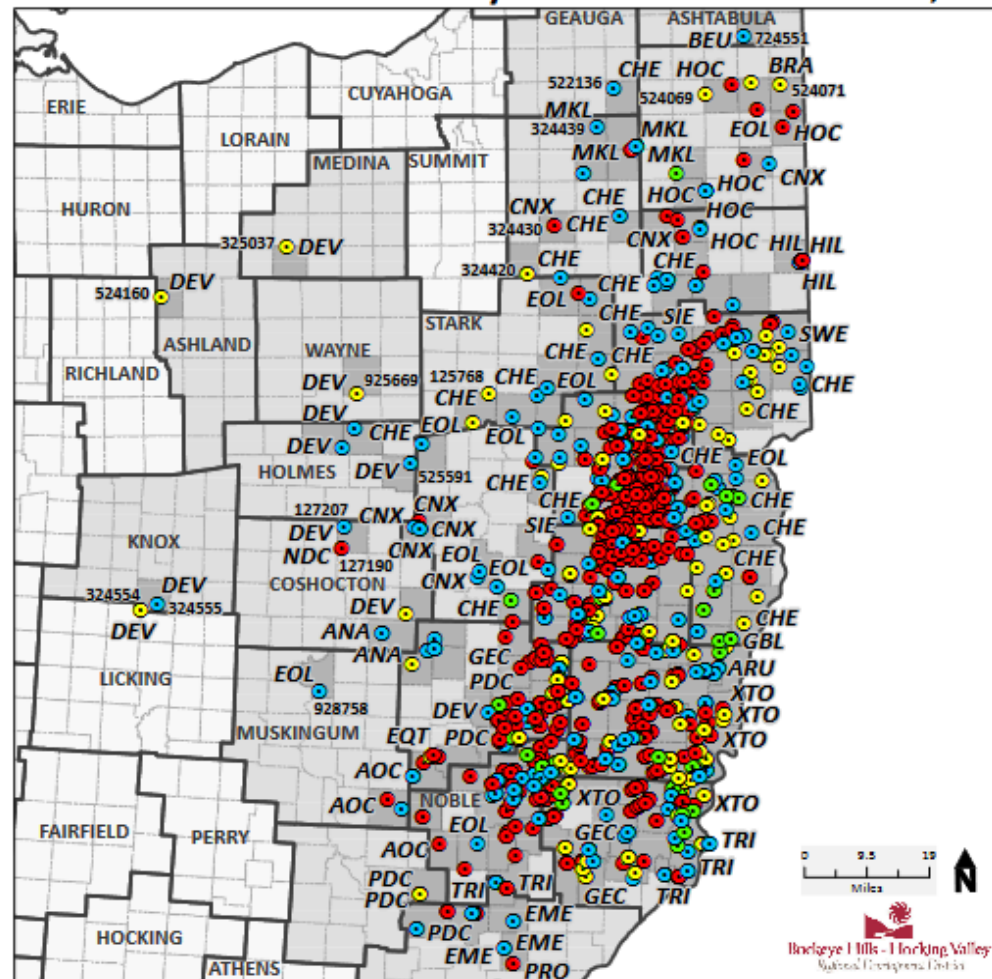 GEAUGA ASHTABULA
BEU 724551
CHE HOC BRA
522136 524069 524071
CUYAHOGA
ERIE
MKL
324439 MKL EOL HOC
LORAIN
MEDINA SUMMIT MKL MKL
HOC HOC CNX
HURON
CNX CHE HOC
324430 CNX HOC HIL HIL
325037 DEV
324420 CHE CHE HIL
524160 DEV
EOL CHE
STARK CHE SIE SWE
ASHLAND WAYNE
RICHLAND
CHE CHE
DEV 925669 125768 CHE EOL CHE
CHE
DEV CHE EOL EOL CHE
DEV CHE EOL
HOLMES DEV 525591 CHE
CHE CHE
127207 CNX CNX SIE
DEV CNX CHE
KNOX NDC CNX EOL CHE
127190 EOL
COSHOCTON CNX
324554 DEV 324555 DEV CHE CHE
DEV
ANA GBL
ANA GEC ARU
LICKING EOL PDC XTO
928758 DEV XTO
MUSKINGUM EQT PDC XTO
AOC
NOBLE XTO XTO
AOC
FAIRFIELD PERRY EOL GEC TRI
AOC
0 9.5 19
Miles
N
PDC TRI
PDC TRI TRI GEC TRI
EME
HOCKING PDC EME
EME
ATHENS PRO
Buckeye Hills - Hocking Valley
Regional Development District